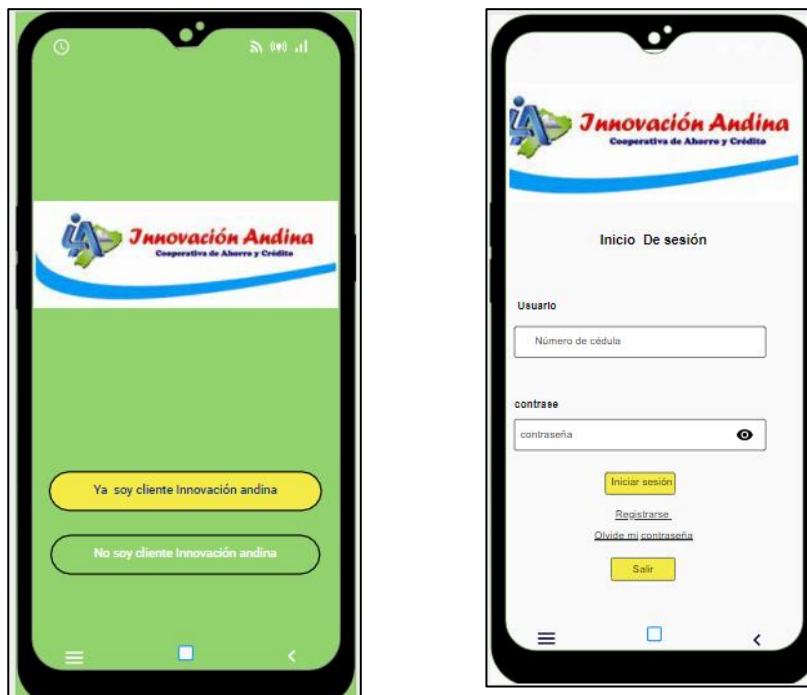 Innovación Andina
Cooperativa de Ahorro y Crédito
Ya soy cliente Innovación andina
No soy cliente Innovación andina
Innovación Andina
Cooperativa de Ahorro y Crédito
Inicio De sesión
Usuario
Número de cédula
contrase
contraseña
Iniciar sesión
Registrarse
Olvide mi contraseña
Salir